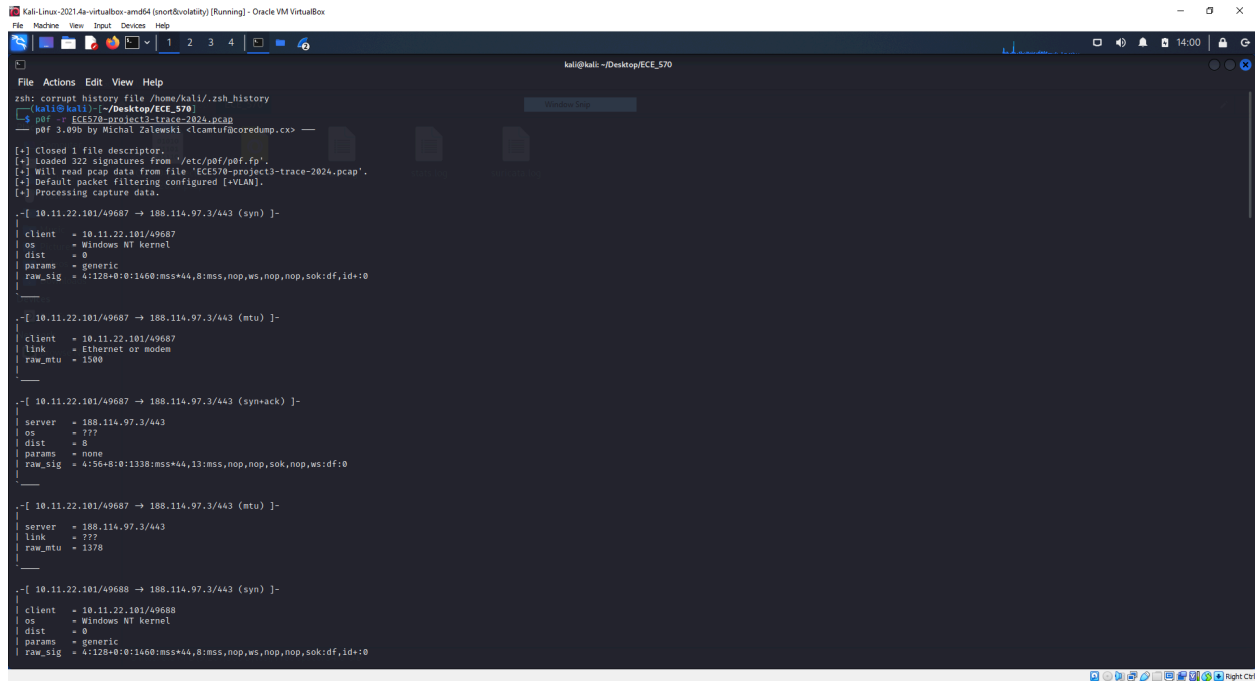 Kali-Linux-2021.4a-virtualbox-amd64 (snort&volatiity) [Running] - Oracle VM VirtualBox
File Machine View Input Devices Help
1 2 3 4 14:00
kali@kali: ~/Desktop/ECE_570
File Actions Edit View Help
zsh: corrupt history file /home/kali/.zsh_history
Window Snip
┌──(kali㉿kali)-[~/Desktop/ECE_570]
└─$ p0f -r ECE570-project3-trace-2024.pcap
— p0f 3.09b by Michal Zalewski <lcamtuf@coredump.cx> —
[+] Closed 1 file descriptor.
[+] Loaded 322 signatures from '/etc/p0f/p0f.fp'.
[+] Will read pcap data from file 'ECE570-project3-trace-2024.pcap'.
[+] Default packet filtering configured [+VLAN].
[+] Processing capture data.
.-[ 10.11.22.101/49687 → 188.114.97.3/443 (syn) ]-
|
| client = 10.11.22.101/49687
| os = Windows NT kernel
| dist = 0
| params = generic
| raw_sig = 4:128+0:0:1460:mss*44,8:mss,nop,ws,nop,nop,sok:df,id+:0
|
`____
.-[ 10.11.22.101/49687 → 188.114.97.3/443 (mtu) ]-
|
| client = 10.11.22.101/49687
| link = Ethernet or modem
| raw_mtu = 1500
|
`____
.-[ 10.11.22.101/49687 → 188.114.97.3/443 (syn+ack) ]-
|
| server = 188.114.97.3/443
| os = ???
| dist = 8
| params = none
| raw_sig = 4:56+8:0:1338:mss*44,13:mss,nop,nop,sok,nop,ws:df:0
|
`____
.-[ 10.11.22.101/49687 → 188.114.97.3/443 (mtu) ]-
|
| server = 188.114.97.3/443
| link = ???
| raw_mtu = 1378
|
`____
.-[ 10.11.22.101/49688 → 188.114.97.3/443 (syn) ]-
|
| client = 10.11.22.101/49688
| os = Windows NT kernel
| dist = 0
| params = generic
| raw_sig = 4:128+0:0:1460:mss*44,8:mss,nop,ws,nop,nop,sok:df,id+:0
Right Ctrl